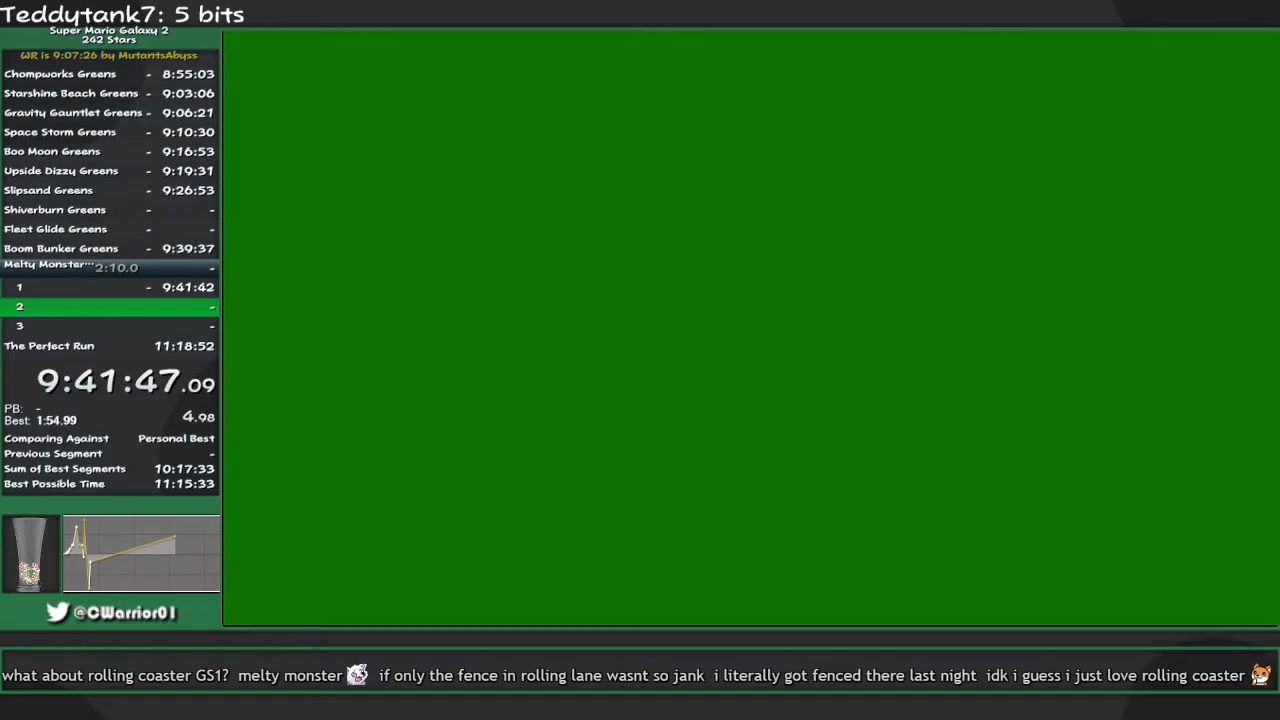 Teddytank7: 5 bits
Super Mario Galaxy 2
242 Stars
WR is 9:07:26 by MutantsAbyss
Chompworks Greens - 8:55:03
Starshine Beach Greens - 9:03:06
Gravity Gauntlet Greens - 9:06:21
Space Storm Greens - 9:10:30
Boo Moon Greens - 9:16:53
Upside Dizzy Greens - 9:19:31
Slipsand Greens - 9:26:53
Shiverburn Greens - -
Fleet Glide Greens - -
Boom Bunker Greens - 9:39:37
Melty Monster... 2:10.0 -
1 - 9:41:42
2 -
3 -
The Perfect Run 11:18:52
9:41:47.09
PB: -
Best: 1:54.99 4.98
Comparing Against Personal Best
Previous Segment -
Sum of Best Segments 10:17:33
Best Possible Time 11:15:33
@CWarrior01
what about rolling coaster GS1? melty monster if only the fence in rolling lane wasnt so jank i literally got fenced there last night idk i guess i just love rolling coaster